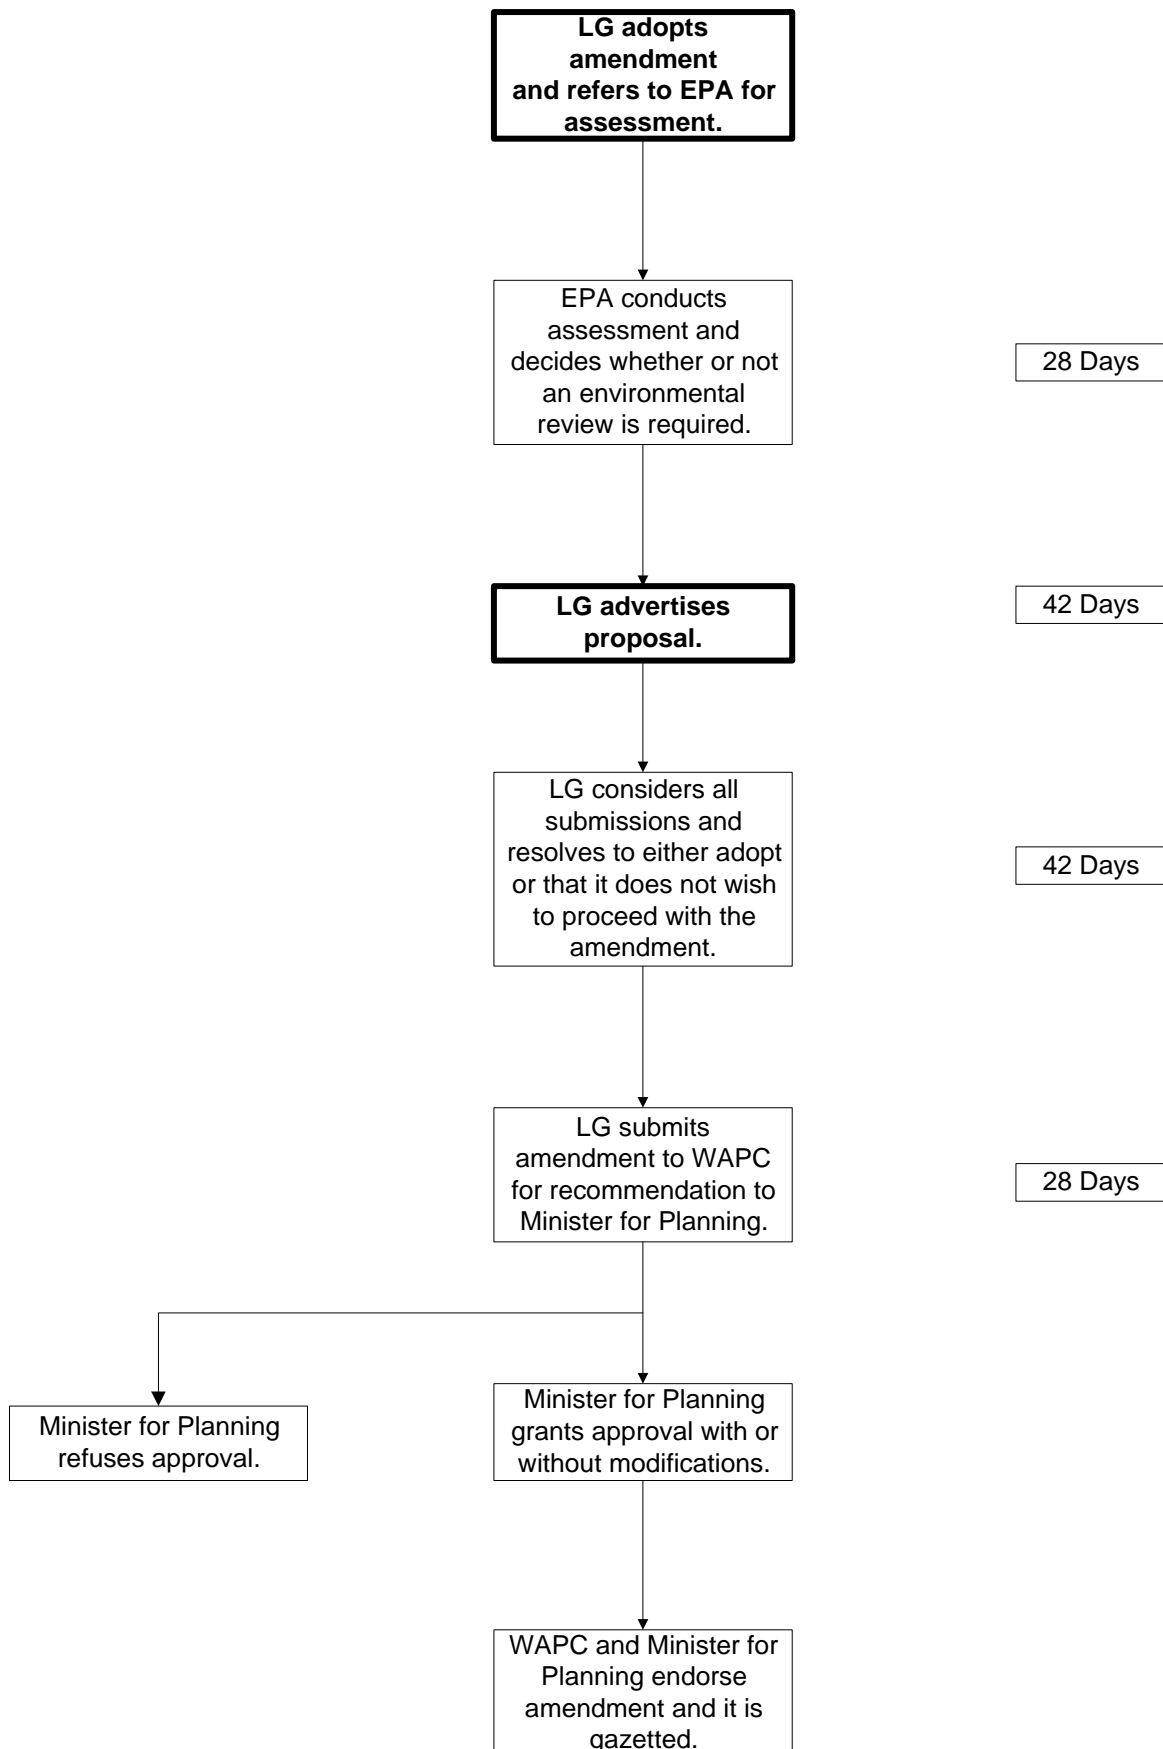 LG adopts
amendment
and refers to EPA for
assessment.
EPA conducts
assessment and
decides whether or not
an environmental
review is required.
28 Days
LG advertises
proposal.
42 Days
LG considers all
submissions and
resolves to either adopt
or that it does not wish
to proceed with the
amendment.
42 Days
LG submits
amendment to WAPC
for recommendation to
Minister for Planning.
28 Days
Minister for Planning
refuses approval.
Minister for Planning
grants approval with or
without modifications.
WAPC and Minister for
Planning endorse
amendment and it is
gazetted.